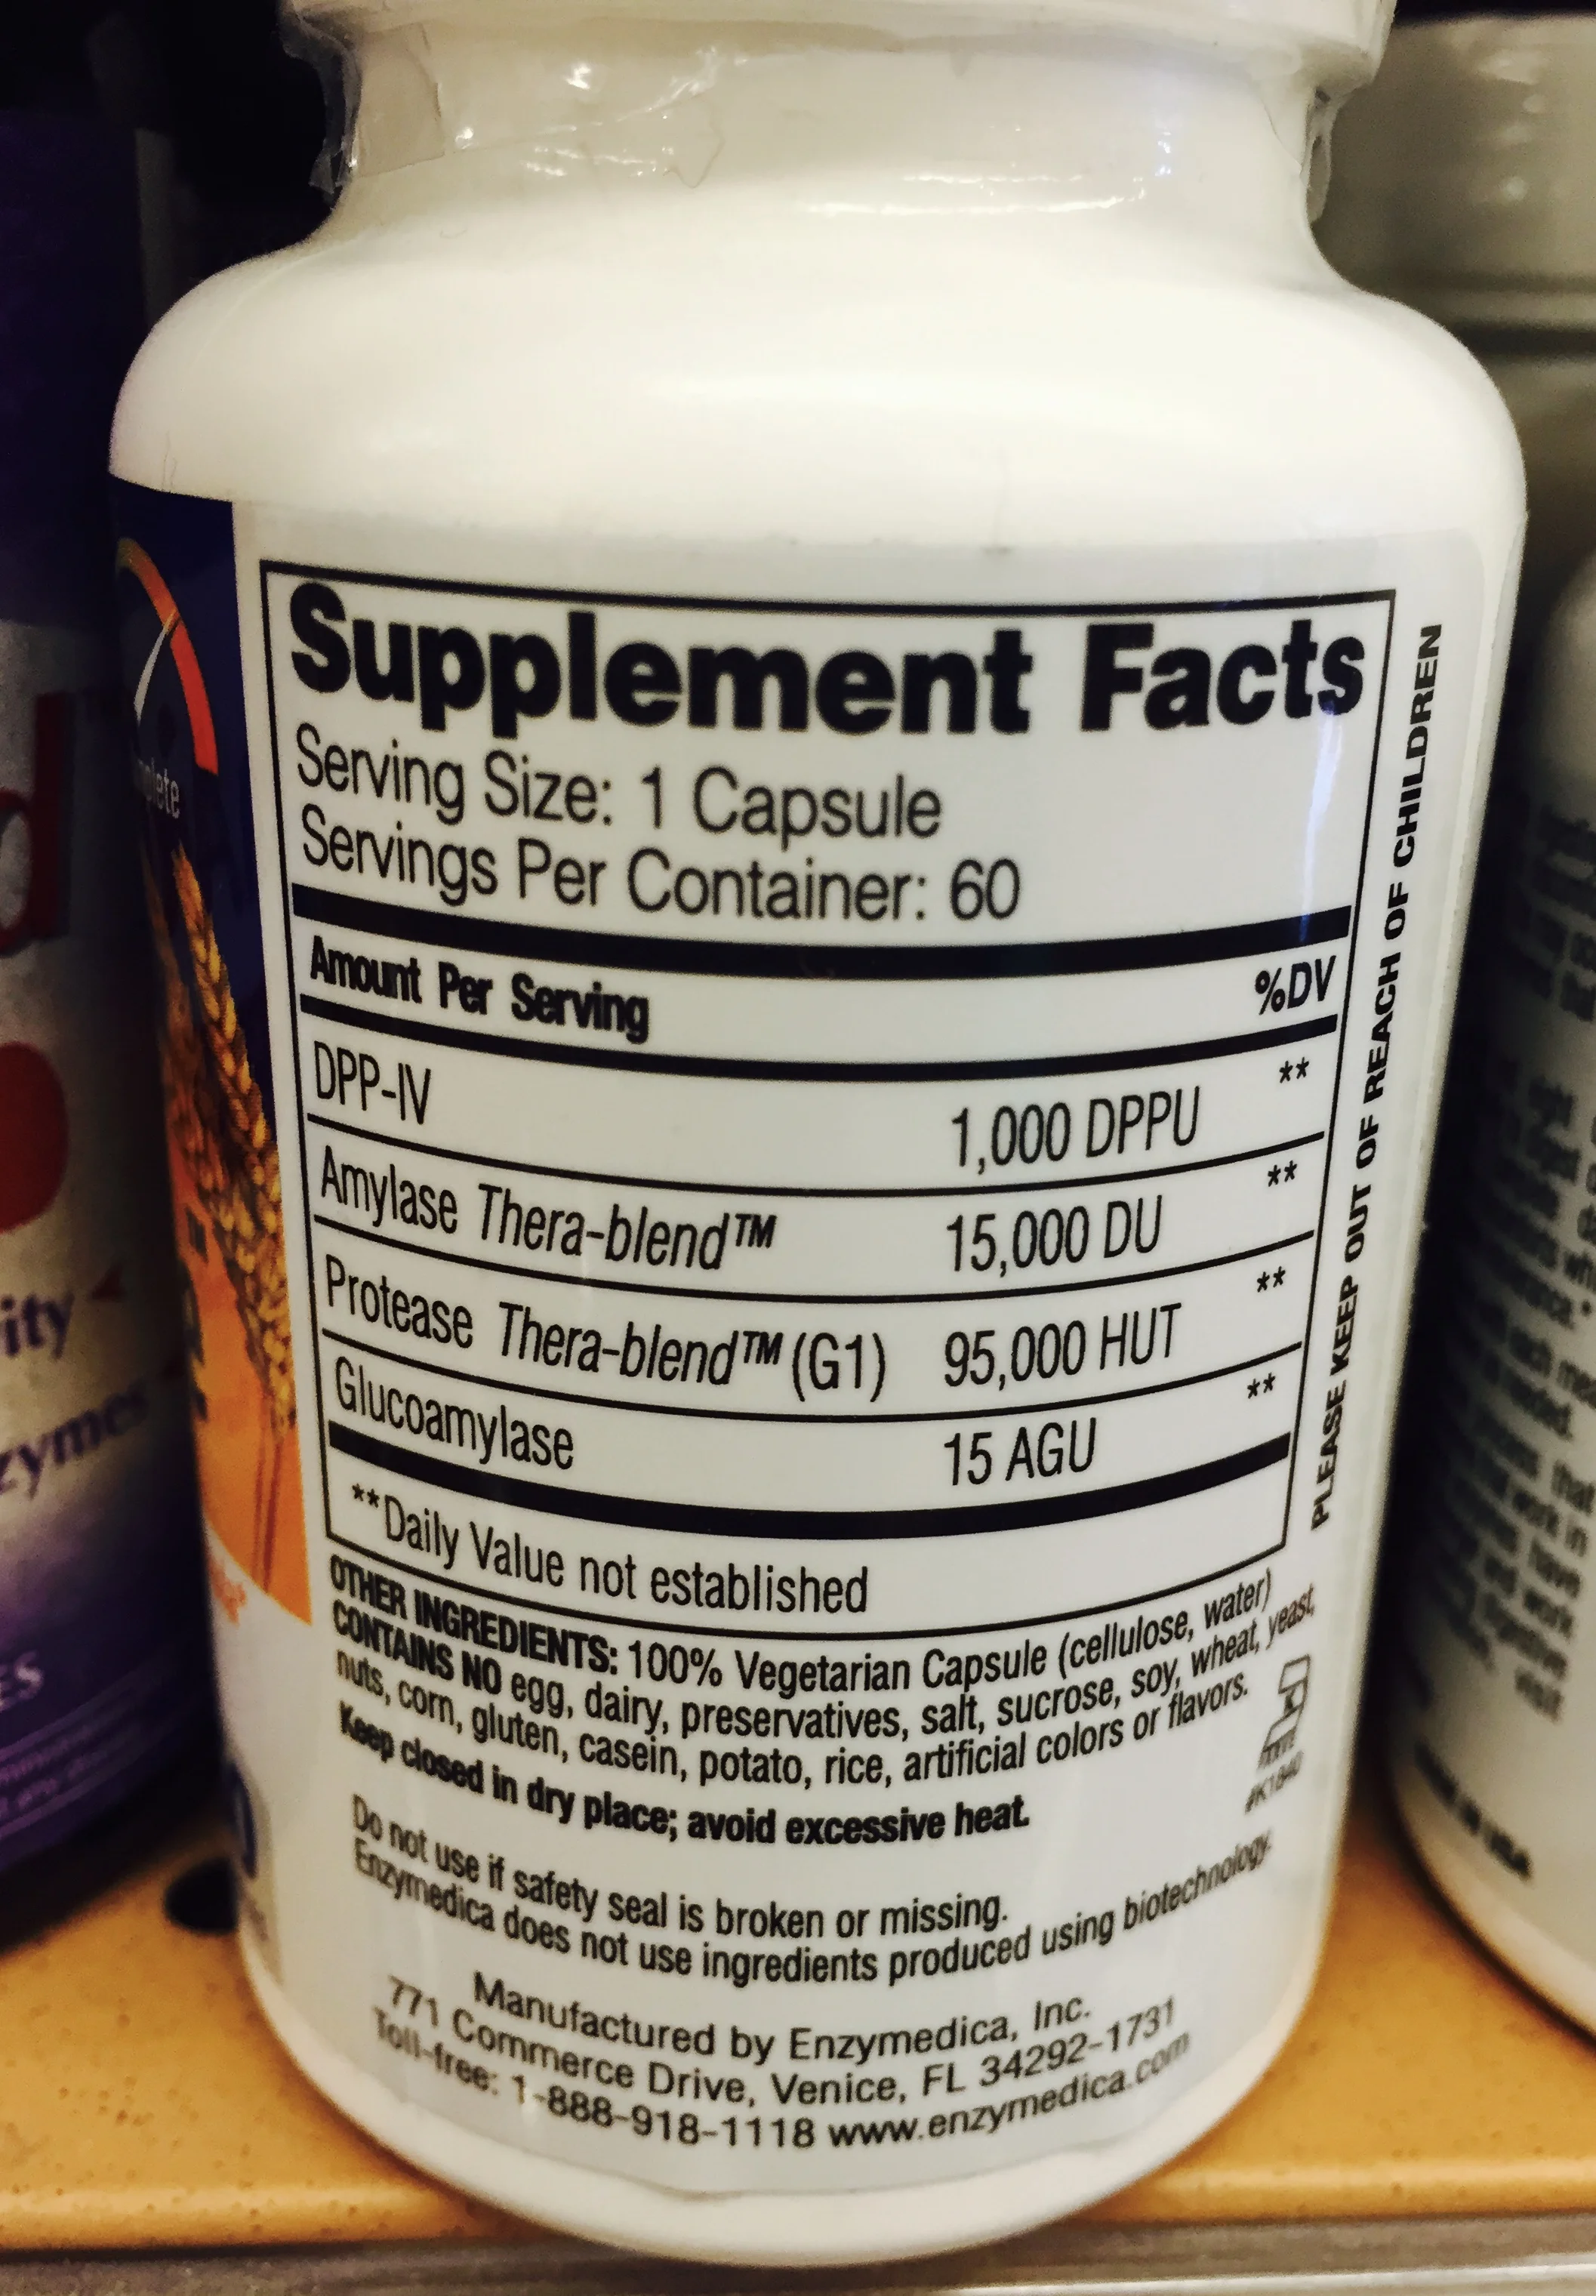 Supplement Facts
Serving Size: 1 Capsule
Servings Per Container: 60
Amount Per Serving %DV
DPP-IV 1,000 DPPU **
Amylase Thera-blend™ 15,000 DU **
Protease Thera-blend™ (G1) 95,000 HUT **
Glucoamylase 15 AGU **
**Daily Value not established
OTHER INGREDIENTS: 100% Vegetarian Capsule (cellulose, water)
CONTAINS NO egg, dairy, preservatives, salt, sucrose, soy, wheat, yeast,
nuts, corn, gluten, casein, potato, rice, artificial colors or flavors.
Keep closed in dry place; avoid excessive heat.
K
#K1840
Do not use if safety seal is broken or missing.
Enzymedica does not use ingredients produced using biotechnology.
Manufactured by Enzymedica, Inc.
771 Commerce Drive, Venice, FL 34292-1731
Toll-free: 1-888-918-1118 www.enzymedica.com
PLEASE KEEP OUT OF REACH OF CHILDREN